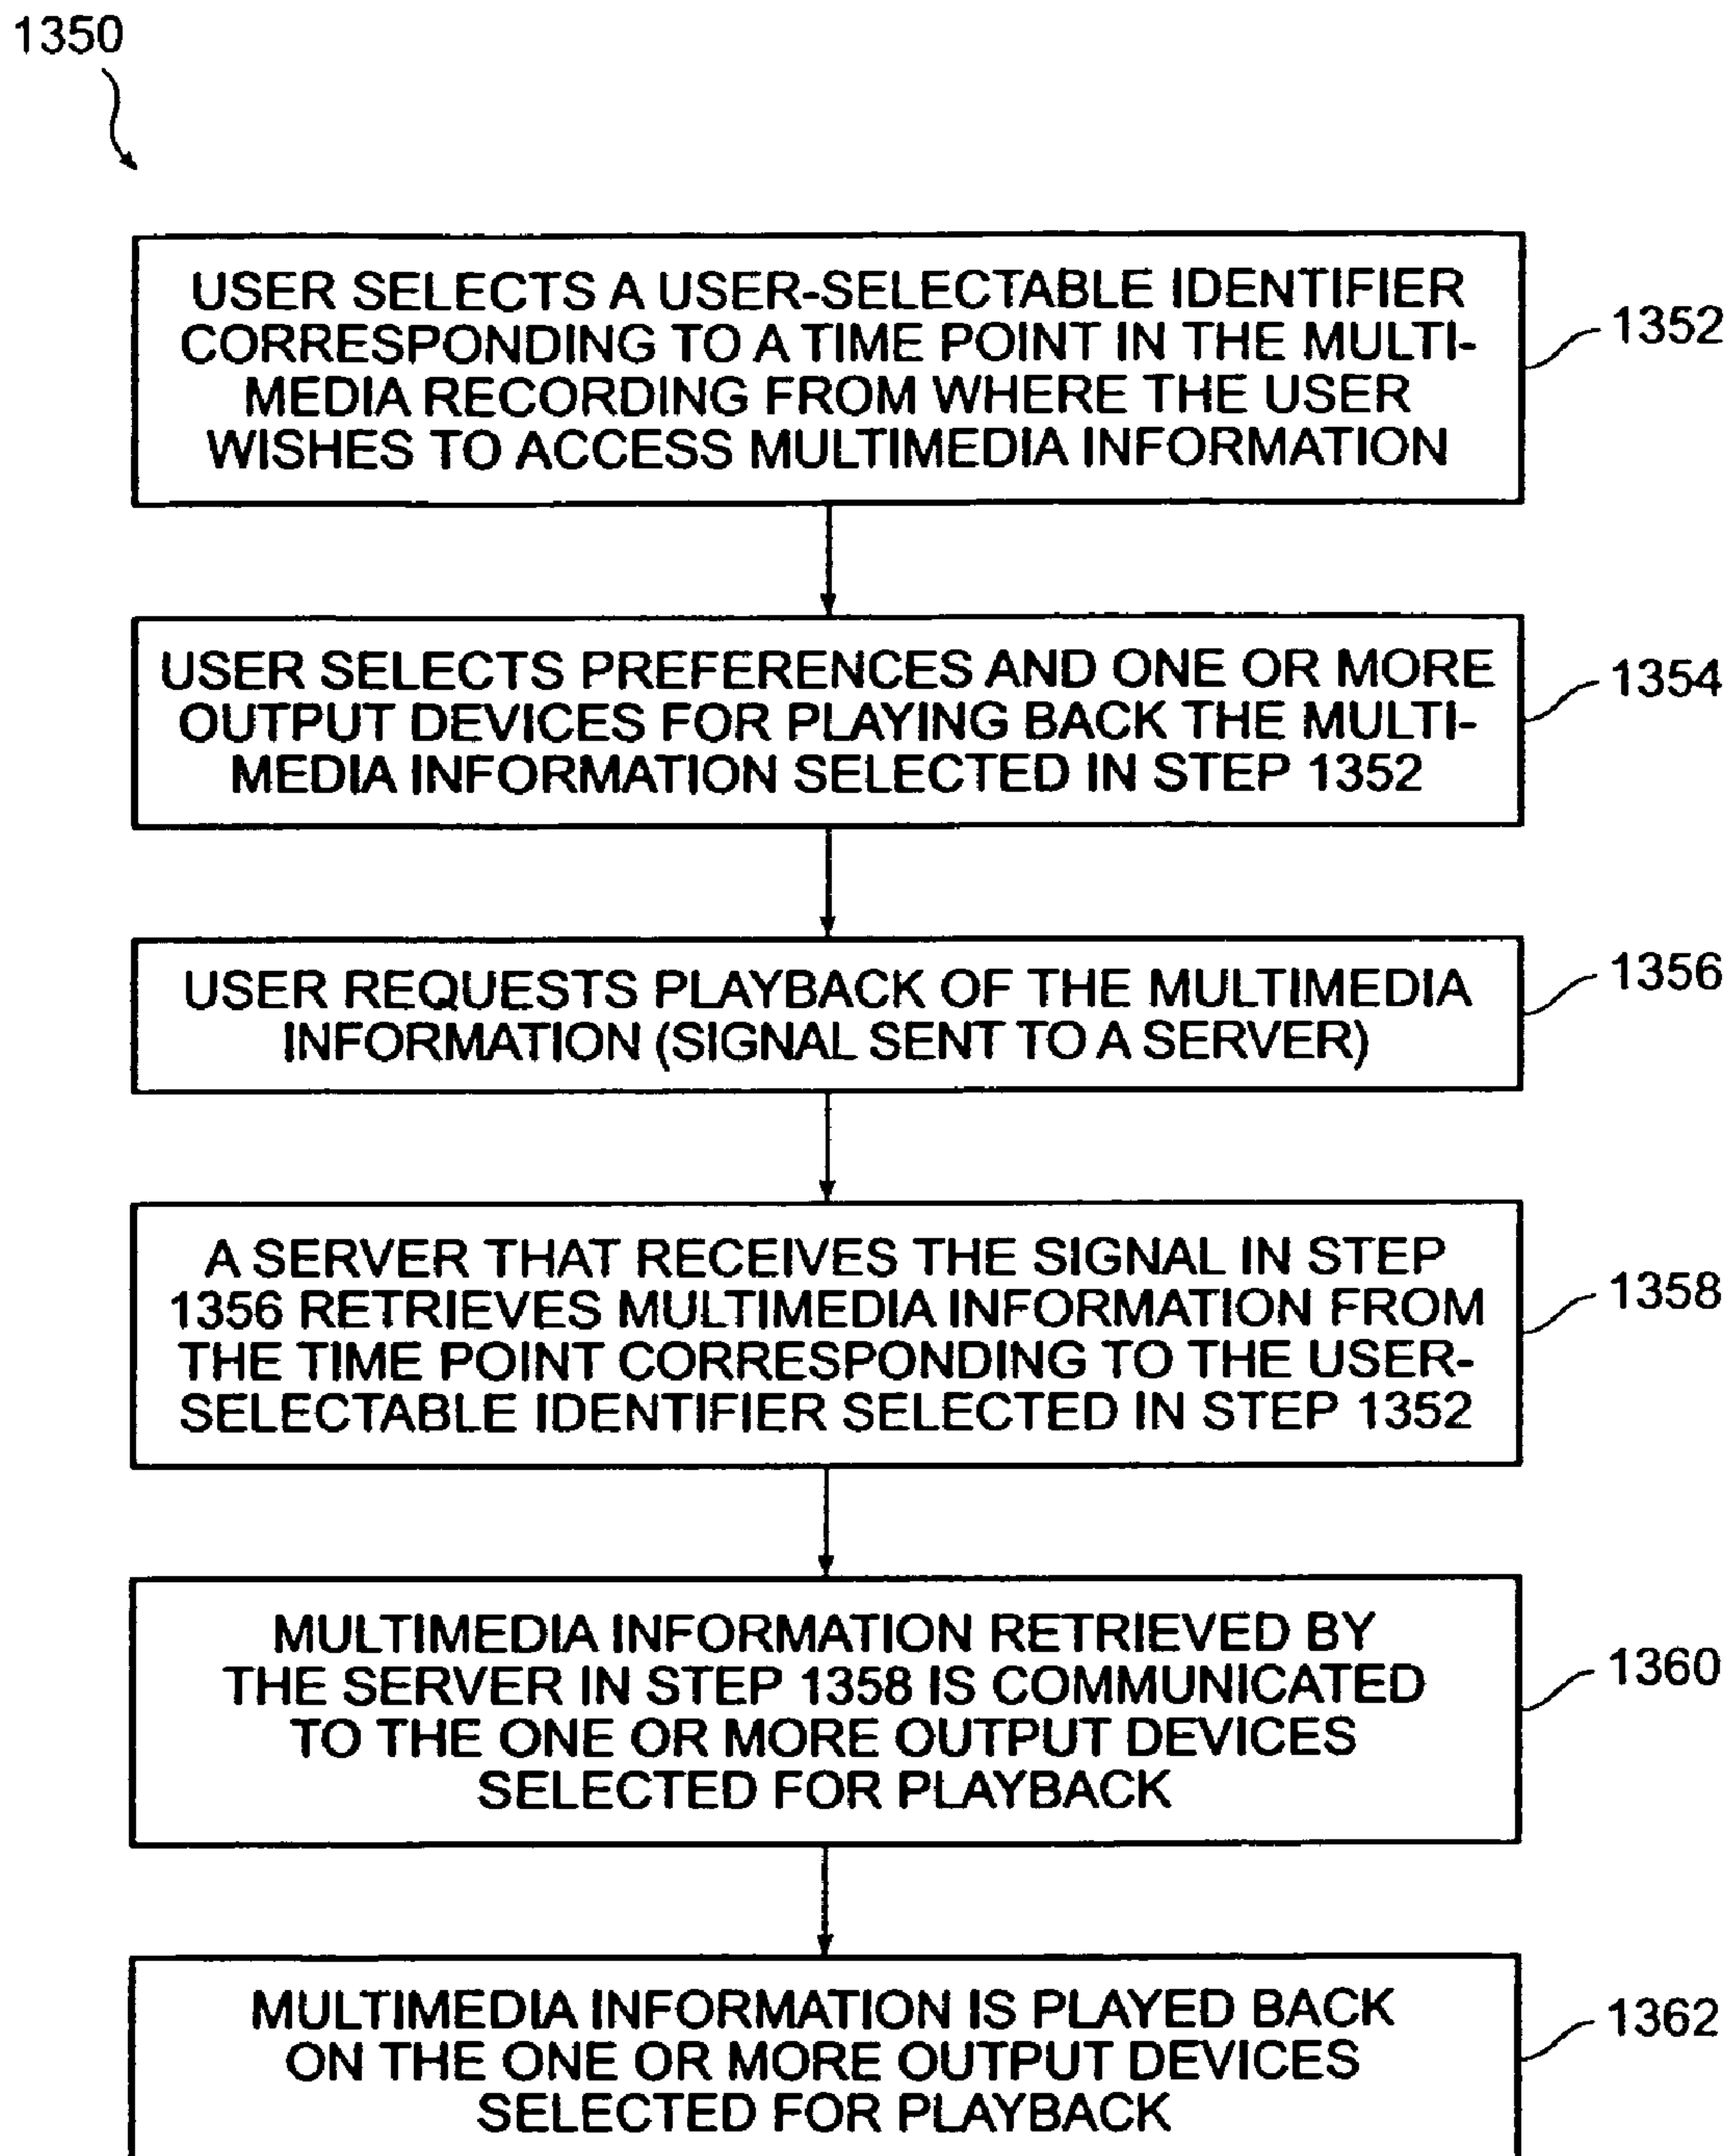 1350
USER SELECTS A USER-SELECTABLE IDENTIFIER
CORRESPONDING TO A TIME POINT IN THE MULTI-
MEDIA RECORDING FROM WHERE THE USER
WISHES TO ACCESS MULTIMEDIA INFORMATION
1352
USER SELECTS PREFERENCES AND ONE OR MORE
OUTPUT DEVICES FOR PLAYING BACK THE MULTI-
MEDIA INFORMATION SELECTED IN STEP 1352
1354
USER REQUESTS PLAYBACK OF THE MULTIMEDIA
INFORMATION (SIGNAL SENT TO A SERVER)
1356
A SERVER THAT RECEIVES THE SIGNAL IN STEP
1356 RETRIEVES MULTIMEDIA INFORMATION FROM
THE TIME POINT CORRESPONDING TO THE USER-
SELECTABLE IDENTIFIER SELECTED IN STEP 1352
1358
MULTIMEDIA INFORMATION RETRIEVED BY
THE SERVER IN STEP 1358 IS COMMUNICATED
TO THE ONE OR MORE OUTPUT DEVICES
SELECTED FOR PLAYBACK
1360
MULTIMEDIA INFORMATION IS PLAYED BACK
ON THE ONE OR MORE OUTPUT DEVICES
SELECTED FOR PLAYBACK
1362